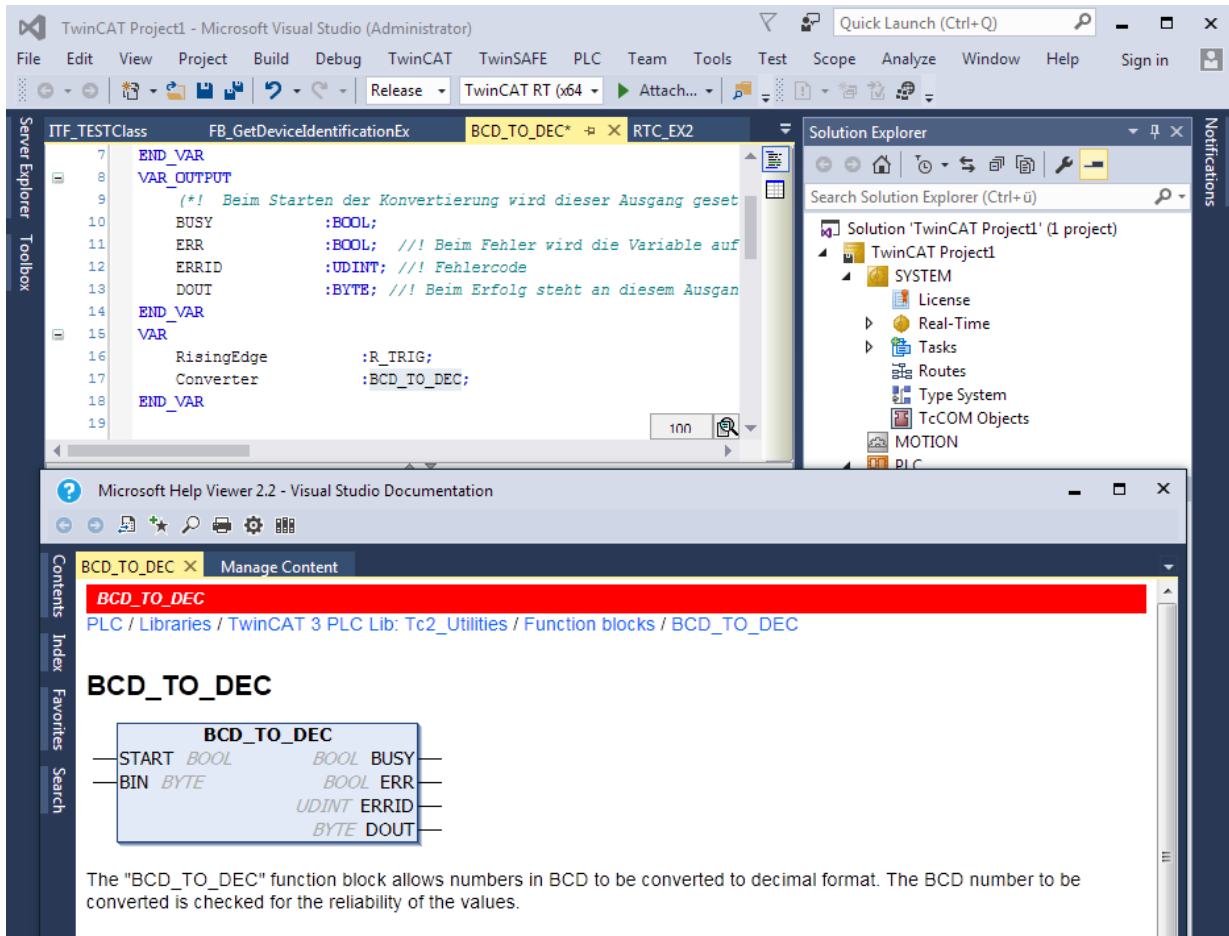 TwinCAT Project1 - Microsoft Visual Studio (Administrator)
Quick Launch (Ctrl+Q)
File Edit View Project Build Debug TwinCAT TwinSAFE PLC Team Tools Test Scope Analyze Window Help Sign in
Release TwinCAT RT (x64 Attach...
Server Explorer
Toolbox
ITF_TESTClass FB_GetDeviceIdentificationEx BCD_TO_DEC* RTC_EX2
7 END_VAR
8 VAR_OUTPUT
9 (*! Beim Starten der Konvertierung wird dieser Ausgang geset
10 BUSY :BOOL;
11 ERR :BOOL; //! Beim Fehler wird die Variable auf
12 ERRID :UDINT; //! Fehlercode
13 DOUT :BYTE; //! Beim Erfolg steht an diesem Ausgan
14 END_VAR
15 VAR
16 RisingEdge :R_TRIG;
17 Converter :BCD_TO_DEC;
18 END_VAR
19
100
Solution Explorer
Search Solution Explorer (Ctrl+ü)
Solution 'TwinCAT Project1' (1 project)
TwinCAT Project1
SYSTEM
License
Real-Time
Tasks
Routes
Type System
TcCOM Objects
MOTION
PLC
Notifications
Microsoft Help Viewer 2.2 - Visual Studio Documentation
Contents
Index
Favorites
Search
BCD_TO_DEC Manage Content
BCD_TO_DEC
PLC / Libraries / TwinCAT 3 PLC Lib: Tc2_Utilities / Function blocks / BCD_TO_DEC
BCD_TO_DEC
BCD_TO_DEC
START BOOL BOOL BUSY
BIN BYTE BOOL ERR
UDINT ERRID
BYTE DOUT
The "BCD_TO_DEC" function block allows numbers in BCD to be converted to decimal format. The BCD number to be
converted is checked for the reliability of the values.